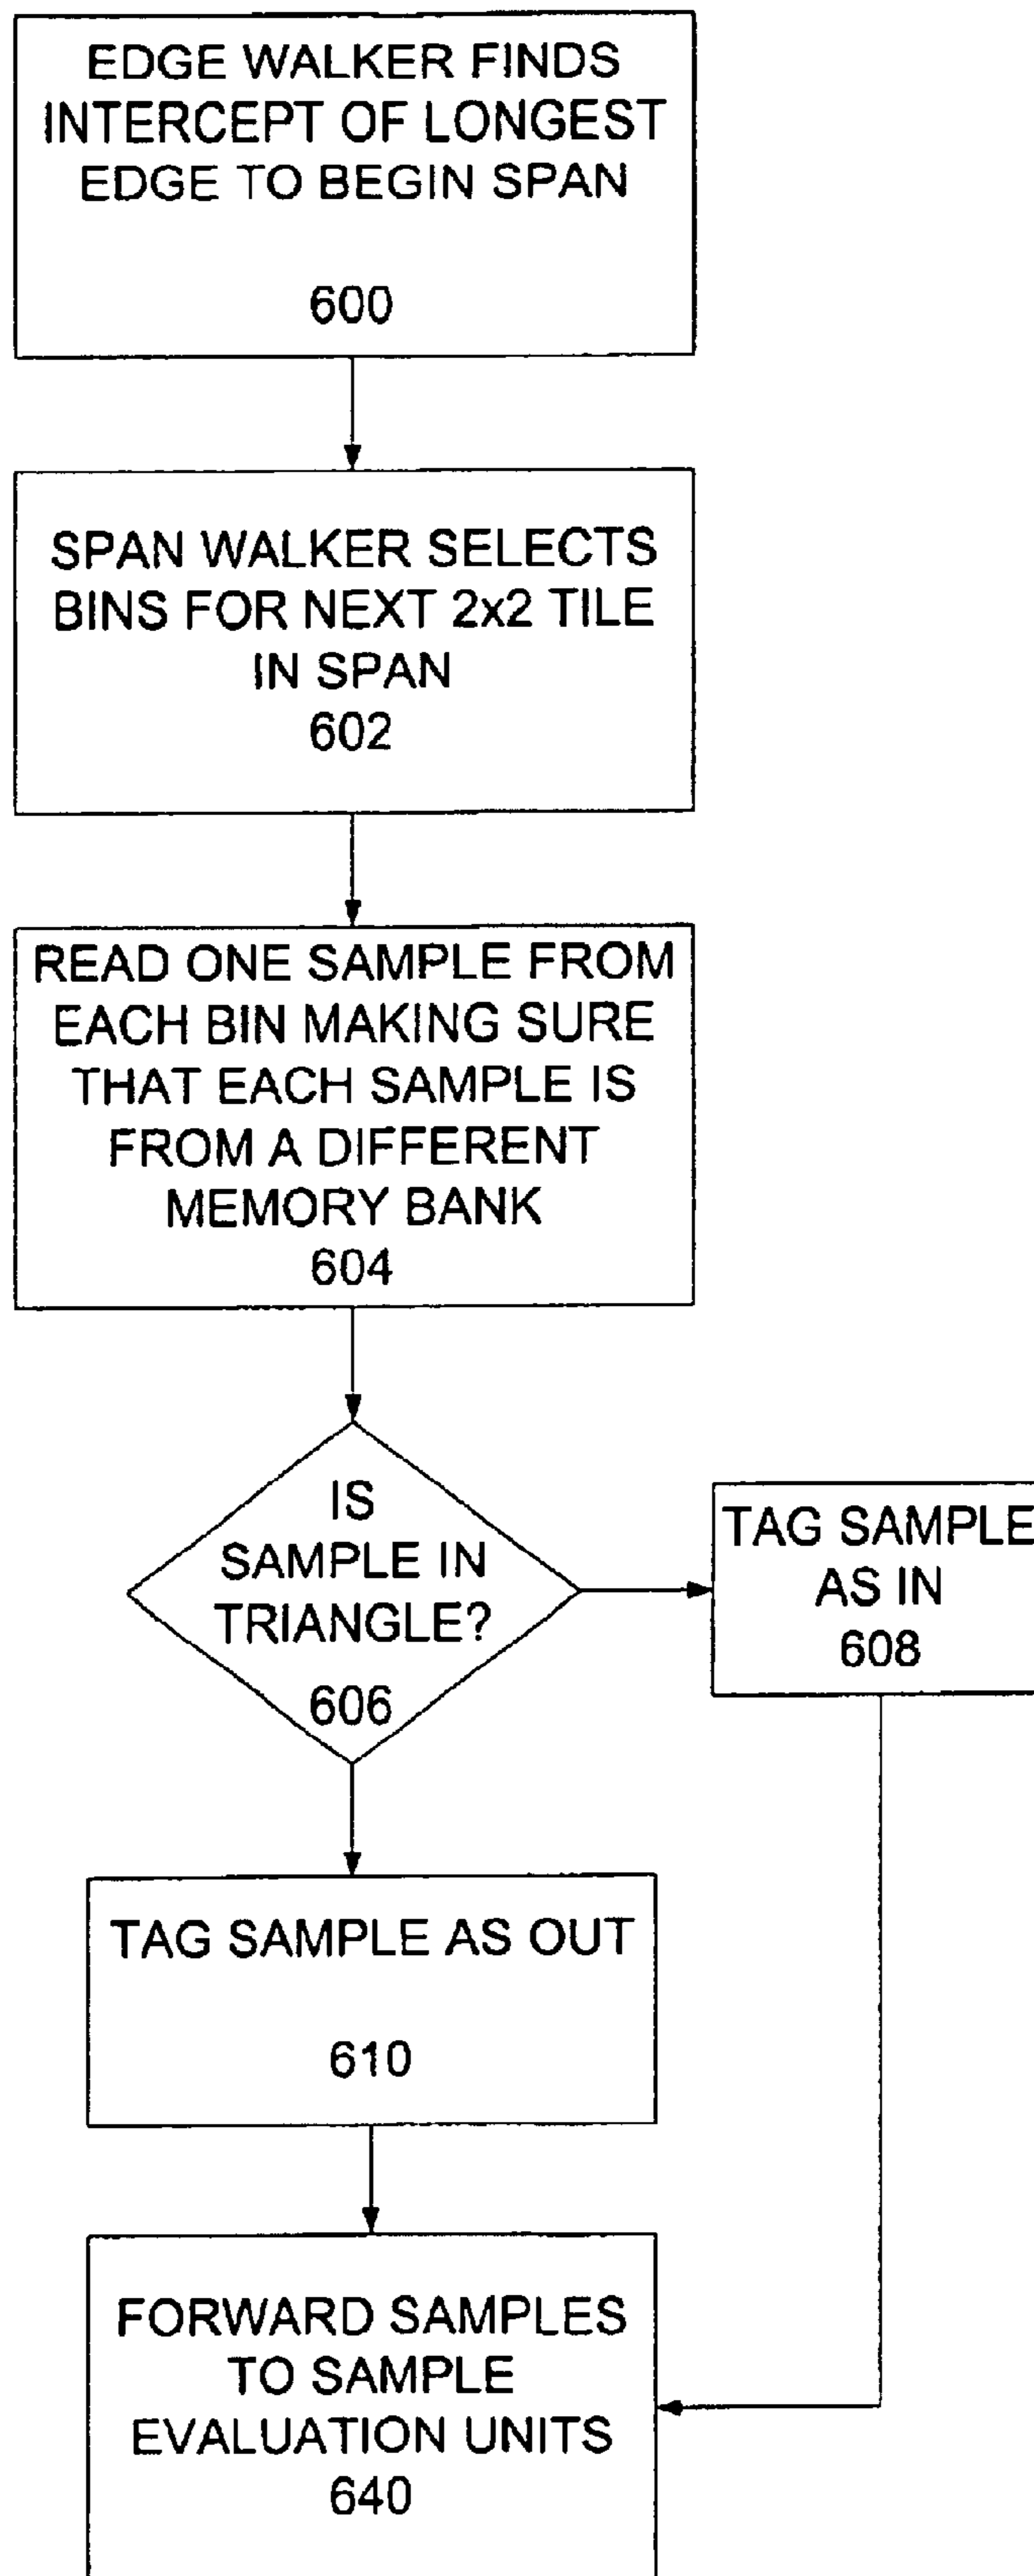 EDGE WALKER FINDS
INTERCEPT OF LONGEST
EDGE TO BEGIN SPAN
600
SPAN WALKER SELECTS
BINS FOR NEXT 2x2 TILE
IN SPAN
602
READ ONE SAMPLE FROM
EACH BIN MAKING SURE
THAT EACH SAMPLE IS
FROM A DIFFERENT
MEMORY BANK
604
IS
SAMPLE IN
TRIANGLE?
606
TAG SAMPLE
AS IN
608
TAG SAMPLE AS OUT
610
FORWARD SAMPLES
TO SAMPLE
EVALUATION UNITS
640